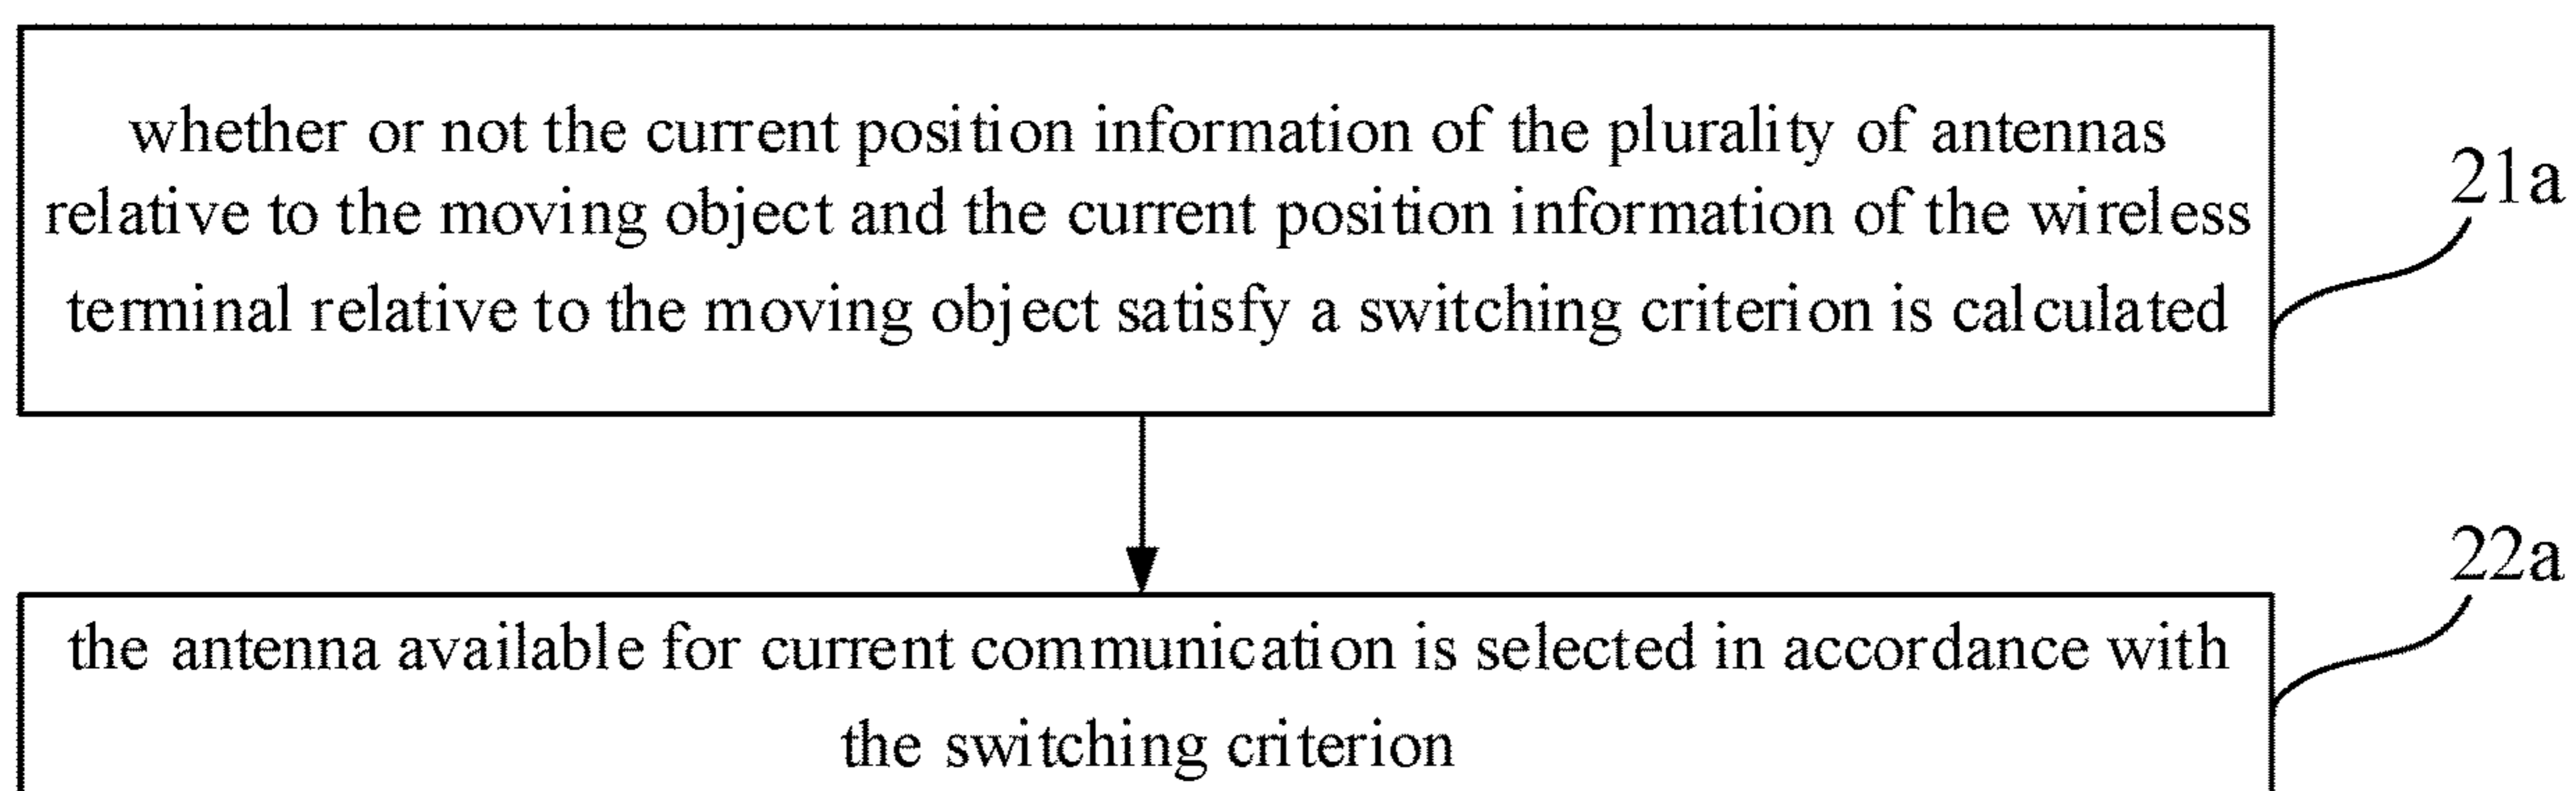 whether or not the current position information of the plurality of antennas
relative to the moving object and the current position information of the wireless
terminal relative to the moving object satisfy a switching criterion is calculated
21a
the antenna available for current communication is selected in accordance with
the switching criterion
22a